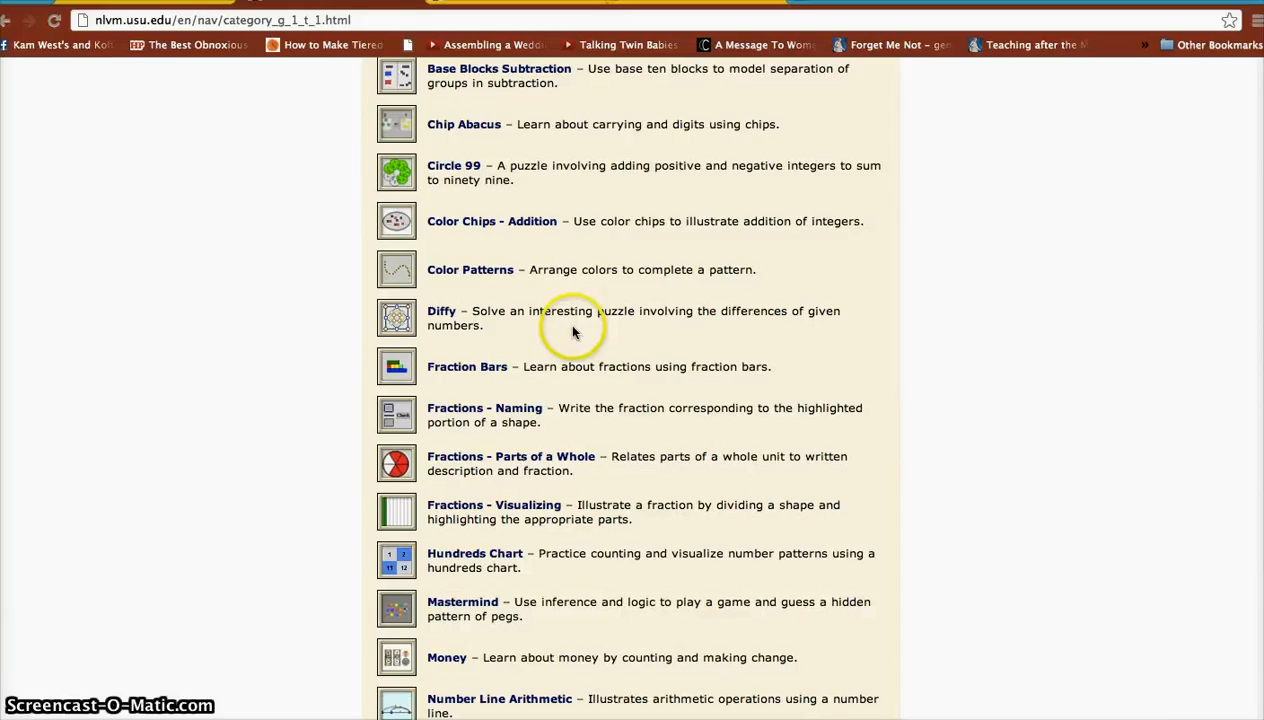 nlvm.usu.edu/en/nav/category_g_1_t_1.html
Kam West's and Kol
The Best Obnoxious
How to Make Tiered
Assembling a Wedd
Talking Twin Babies
A Message To Wom
Forget Me Not - gen
Teaching after the M
»
Other Bookmarks
Base Blocks Subtraction – Use base ten blocks to model separation of
groups in subtraction.
Chip Abacus – Learn about carrying and digits using chips.
Circle 99 – A puzzle involving adding positive and negative integers to sum
to ninety nine.
Color Chips - Addition – Use color chips to illustrate addition of integers.
Color Patterns – Arrange colors to complete a pattern.
Diffy – Solve an interesting puzzle involving the differences of given
numbers.
Fraction Bars – Learn about fractions using fraction bars.
Fractions - Naming – Write the fraction corresponding to the highlighted
portion of a shape.
Fractions - Parts of a Whole – Relates parts of a whole unit to written
description and fraction.
Fractions - Visualizing – Illustrate a fraction by dividing a shape and
highlighting the appropriate parts.
Hundreds Chart – Practice counting and visualize number patterns using a
hundreds chart.
Mastermind – Use inference and logic to play a game and guess a hidden
pattern of pegs.
Money – Learn about money by counting and making change.
Number Line Arithmetic – Illustrates arithmetic operations using a number
line.
Screencast-O-Matic.com